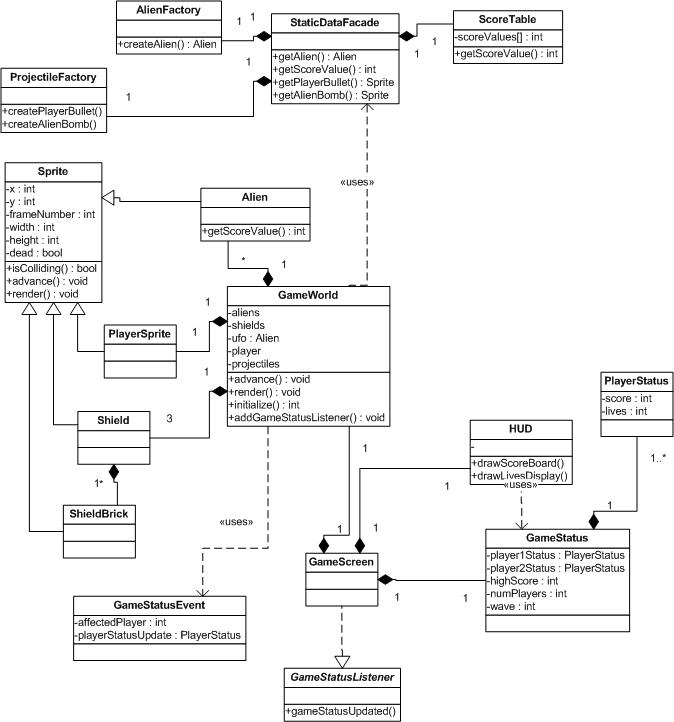 AlienFactory
+createAlien() : Alien
1
1
StaticDataFacade
+getAlien() : Alien
+getScoreValue() : int
+getPlayerBullet() : Sprite
+getAlienBomb() : Sprite
1
1
ScoreTable
-scoreValues[] : int
+getScoreValue() : int
ProjectileFactory
+createPlayerBullet()
+createAlienBomb()
1
1
«uses»
Sprite
-x : int
-y : int
-frameNumber : int
-width : int
-height : int
-dead : bool
+isColliding() : bool
+advance() : void
+render() : void
Alien
+getScoreValue() : int
*
1
GameWorld
-aliens
-shields
-ufo : Alien
-player
-projectiles
+advance() : void
+render() : void
+initialize() : int
+addGameStatusListener() : void
PlayerSprite
1
1
Shield
3
1
1*
ShieldBrick
«uses»
1
1
GameScreen
1
1
HUD
-
+drawScoreBoard()
+drawLivesDisplay()
«uses»
PlayerStatus
-score : int
-lives : int
1..*
1
GameStatus
-player1Status : PlayerStatus
-player2Status : PlayerStatus
-highScore : int
-numPlayers : int
-wave : int
1
1
GameStatusEvent
-affectedPlayer : int
-playerStatusUpdate : PlayerStatus
GameStatusListener
+gameStatusUpdated()